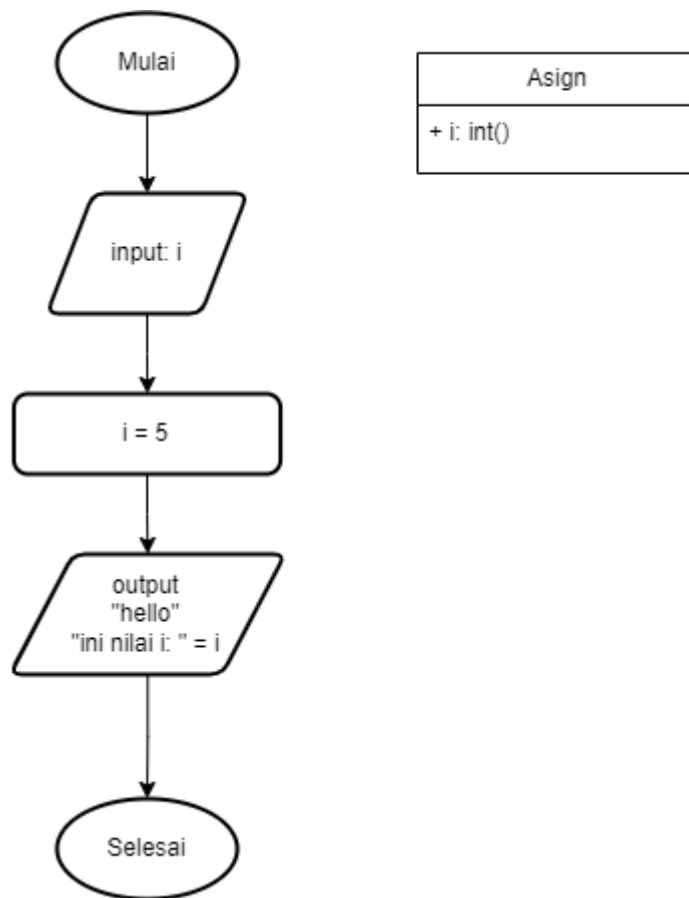 Mulai
input: i
i = 5
output
"hello"
"ini nilai i: " = i
Selesai
Asign
+ i: int()